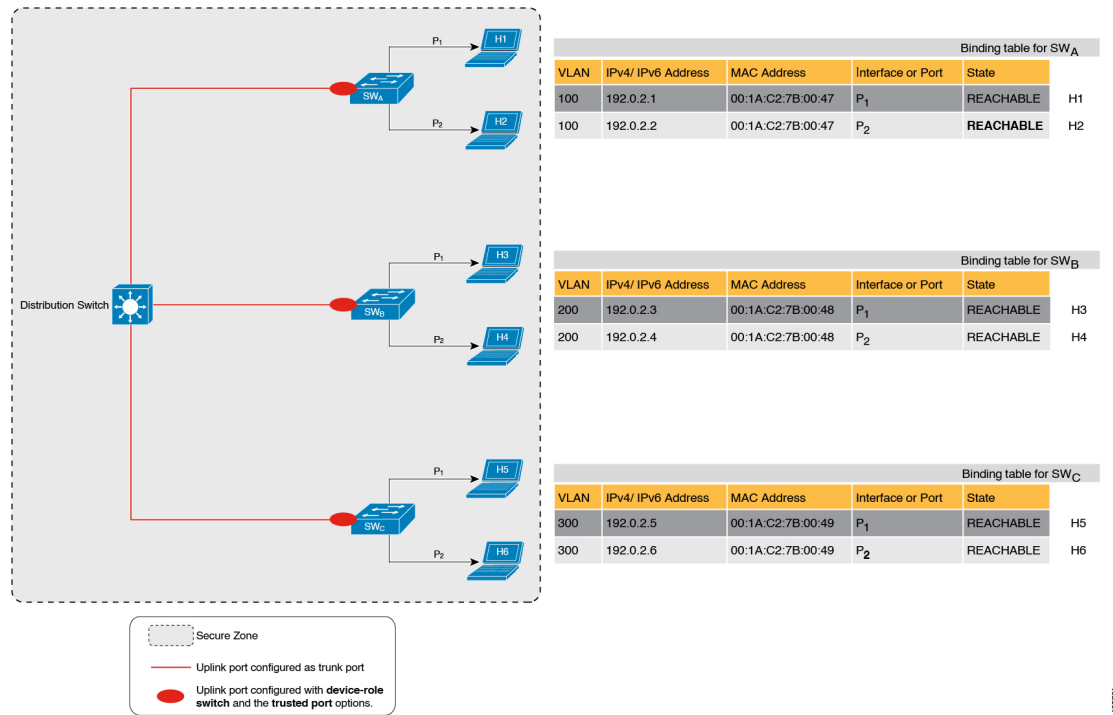 P1
H1
SWA
P2
H2
Binding table for SWA
VLAN IPv4/ IPv6 Address MAC Address Interface or Port State
100 192.0.2.1 00:1A:C2:7B:00:47 P1 REACHABLE H1
100 192.0.2.2 00:1A:C2:7B:00:47 P2 REACHABLE H2
Distribution Switch
P1
H3
SWB
P2
H4
Binding table for SWB
VLAN IPv4/ IPv6 Address MAC Address Interface or Port State
200 192.0.2.3 00:1A:C2:7B:00:48 P1 REACHABLE H3
200 192.0.2.4 00:1A:C2:7B:00:48 P2 REACHABLE H4
P1
H5
SWC
P2
H6
Binding table for SWC
VLAN IPv4/ IPv6 Address MAC Address Interface or Port State
300 192.0.2.5 00:1A:C2:7B:00:49 P1 REACHABLE H5
300 192.0.2.6 00:1A:C2:7B:00:49 P2 REACHABLE H6
Secure Zone
Uplink port configured as trunk port
Uplink port configured with device-role
switch and the trusted port options.